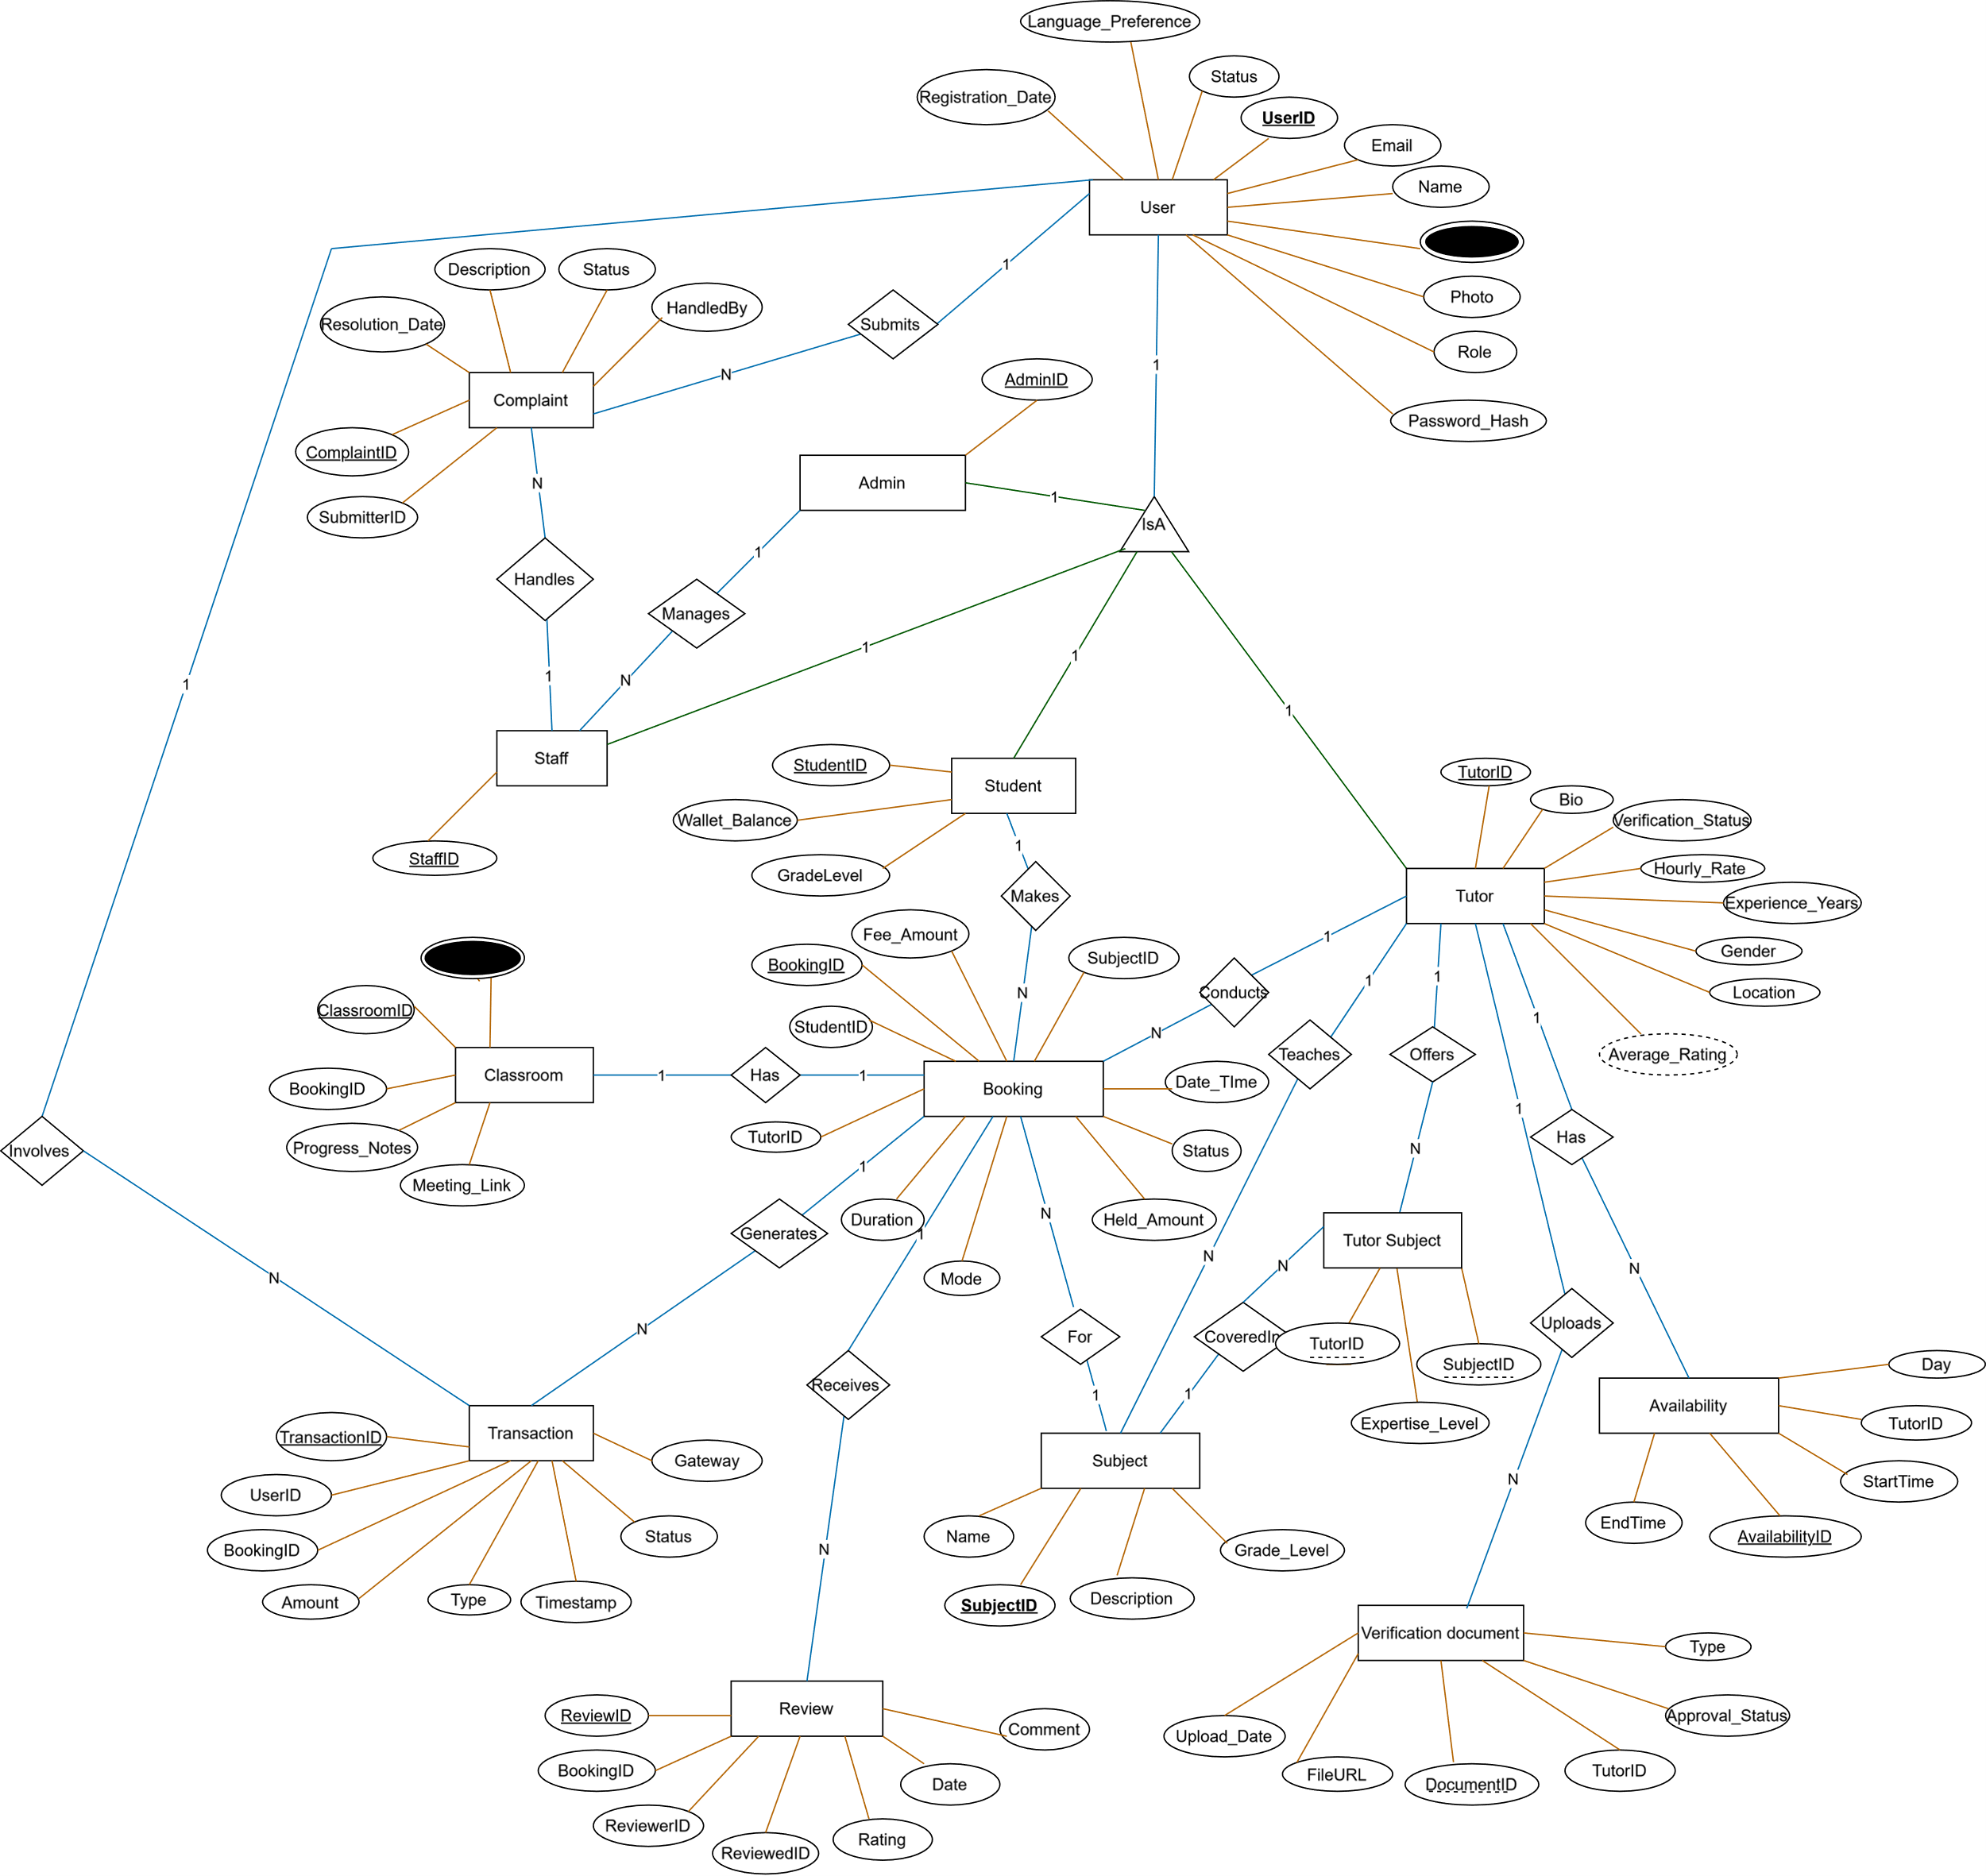 Language_Preference
Status
Registration_Date
UserID
Email
Name
User
Photo
Role
Password_Hash
1
1
1
Submits
N
Description
Status
HandledBy
Resolution_Date
Complaint
ComplaintID
SubmitterID
AdminID
Admin
1
IsA
N
Handles
1
Manages
1
N
1
1
1
1
Staff
StaffID
StudentID
Student
Wallet_Balance
GradeLevel
1
Makes
N
TutorID
Bio
Verification_Status
Hourly_Rate
Experience_Years
Tutor
Gender
Location
Average_Rating
1
Conducts
N
1
Teaches
N
1
Offers
N
1
Uploads
N
1
Has
N
Fee_Amount
BookingID
SubjectID
StudentID
Booking
Date_TIme
TutorID
Status
Duration
Held_Amount
Mode
ClassroomID
Classroom
1
Has
1
BookingID
Progress_Notes
Meeting_Link
Involves
N
1
Generates
N
1
Receives
N
N
For
1
Tutor Subject
N
CoveredIn
1
TutorID
SubjectID
Expertise_Level
Transaction
TransactionID
Gateway
UserID
BookingID
Status
Amount
Type
Timestamp
Subject
Name
Grade_Level
SubjectID
Description
Availability
Day
TutorID
StartTime
EndTime
AvailabilityID
Verification document
Type
Upload_Date
Approval_Status
FileURL
DocumentID
TutorID
Review
ReviewID
Comment
BookingID
Date
ReviewerID
Rating
ReviewedID